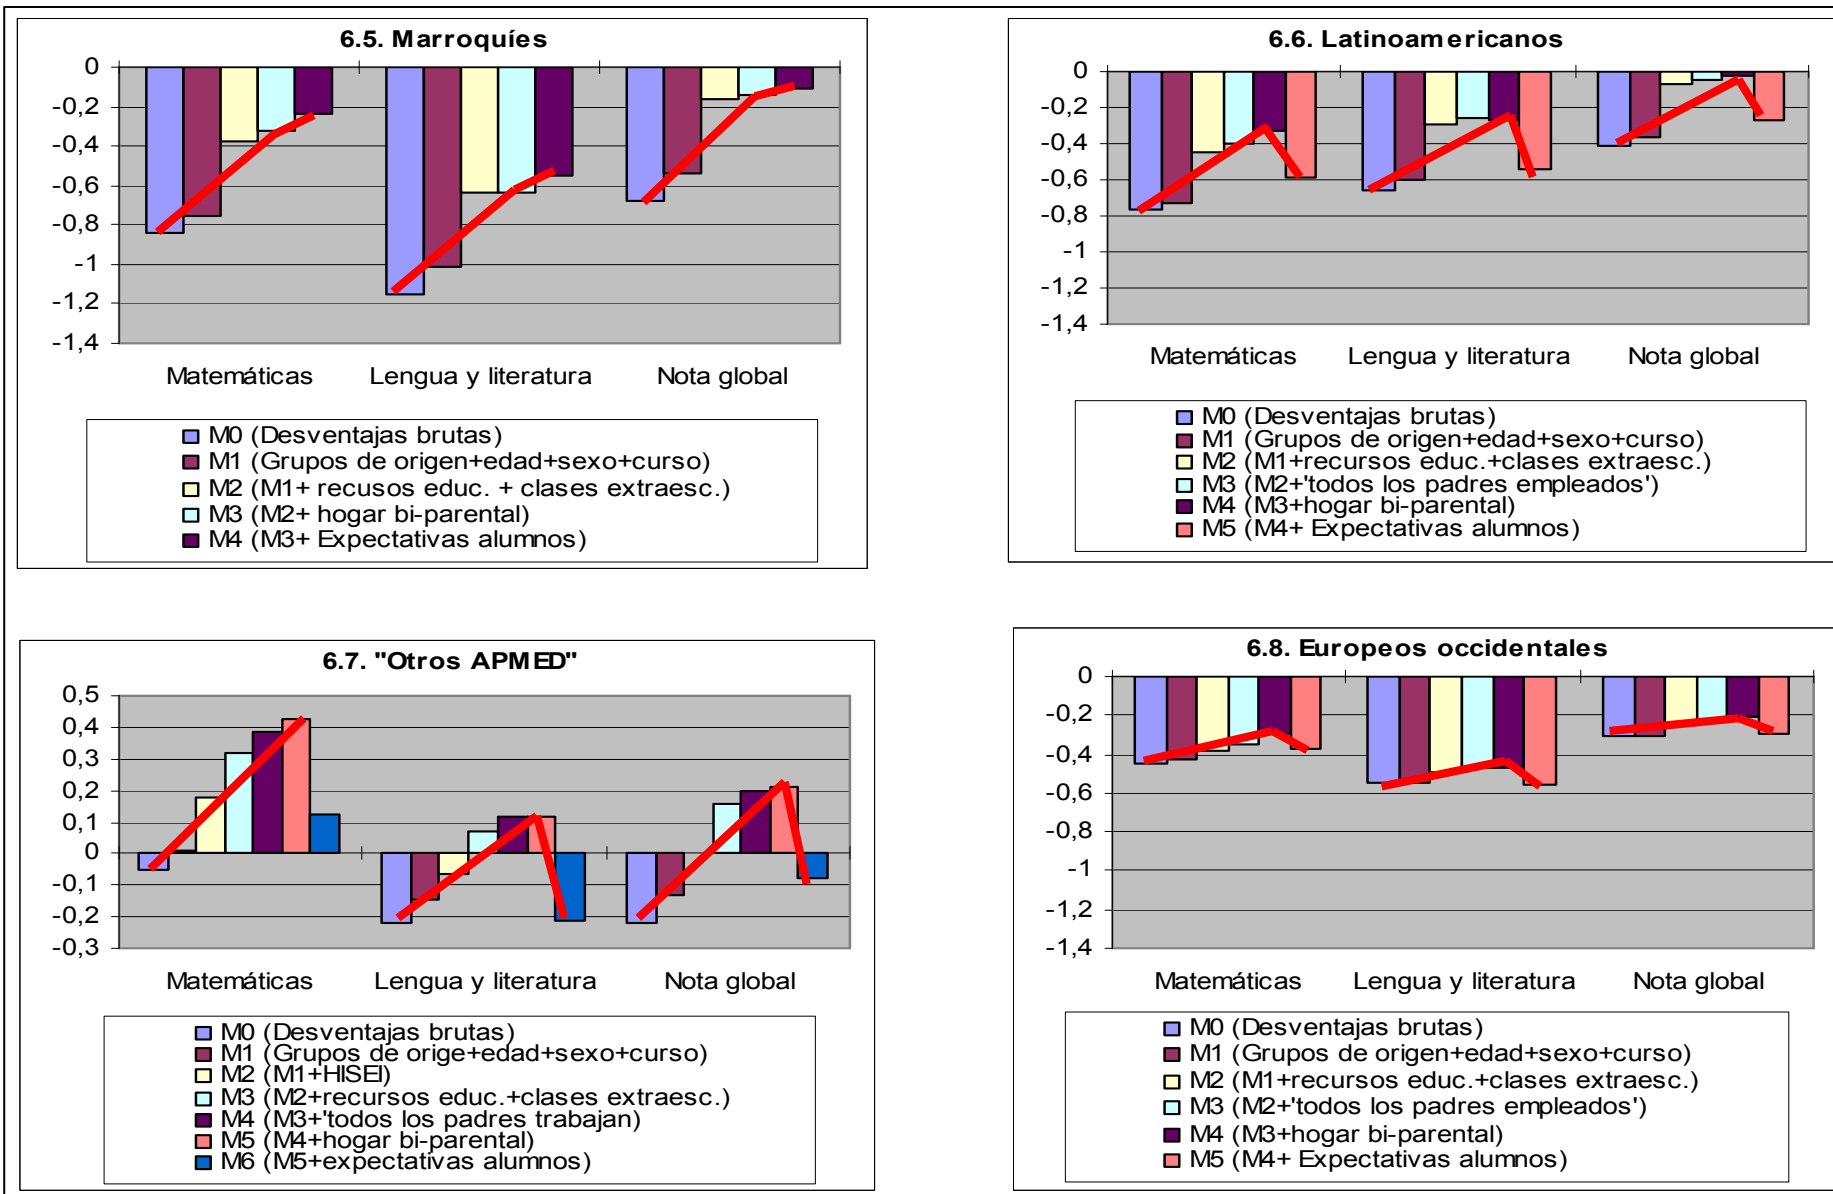 6.5. Marroquíes
0
-0,2
-0,4
-0,6
-0,8
-1
-1,2
-1,4
Matemáticas Lengua y literatura Nota global
M0 (Desventajas brutas)
M1 (Grupos de origen+edad+sexo+curso)
M2 (M1+ recusos educ. + clases extraesc.)
M3 (M2+ hogar bi-parental)
M4 (M3+ Expectativas alumnos)
6.6. Latinoamericanos
0
-0,2
-0,4
-0,6
-0,8
-1
-1,2
-1,4
Matemáticas Lengua y literatura Nota global
M0 (Desventajas brutas)
M1 (Grupos de origen+edad+sexo+curso)
M2 (M1+recursos educ.+clases extraesc.)
M3 (M2+'todos los padres empleados')
M4 (M3+hogar bi-parental)
M5 (M4+ Expectativas alumnos)
6.7. "Otros APMED"
0,5
0,4
0,3
0,2
0,1
0
-0,1
-0,2
-0,3
Matemáticas Lengua y literatura Nota global
M0 (Desventajas brutas)
M1 (Grupos de orige+edad+sexo+curso)
M2 (M1+HISEI)
M3 (M2+recursos educ.+clases extraesc.)
M4 (M3+'todos los padres trabajan)
M5 (M4+hogar bi-parental)
M6 (M5+expectativas alumnos)
6.8. Europeos occidentales
0
-0,2
-0,4
-0,6
-0,8
-1
-1,2
-1,4
Matemáticas Lengua y literatura Nota global
M0 (Desventajas brutas)
M1 (Grupos de origen+edad+sexo+curso)
M2 (M1+recursos educ.+clases extraesc.)
M3 (M2+'todos los padres empleados')
M4 (M3+hogar bi-parental)
M5 (M4+ Expectativas alumnos)